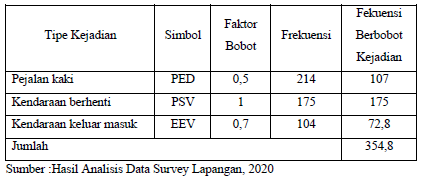 Tipe Kejadian Simbol Faktor Bobot Frekuensi Fekuensi Berbobot Kejadian
Pejalan kaki PED 0,5 214 107
Kendaraan berhenti PSV 1 175 175
Kendaraan keluar masuk EEV 0,7 104 72,8
Jumlah 354,8
Sumber :Hasil Analisis Data Survey Lapangan, 2020